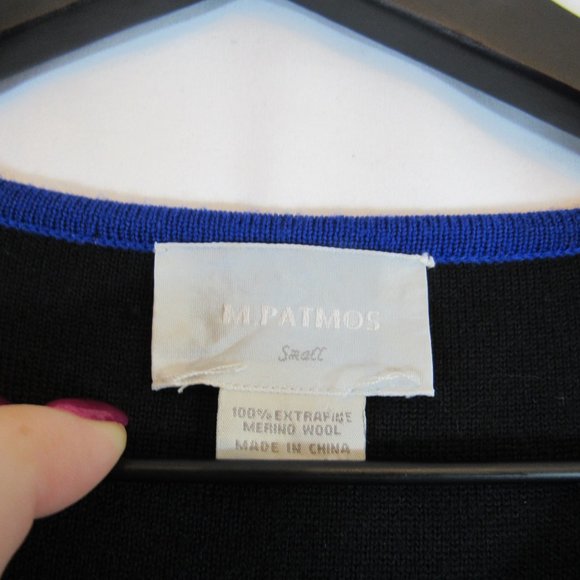 M.PATMOS
Small
100% EXTRAFINE
MERINO WOOL
MADE IN CHINA